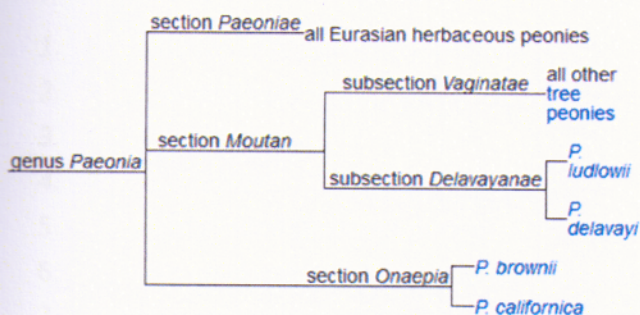 section Paeoniae
all Eurasian herbaceous peonies
subsection Vaginatae
all other
tree
peonies
section Moutan
genus Paeonia
subsection Delavayanae
P.
ludlowii
P.
delavayi
section Onaepia
P. brownii
P. californica